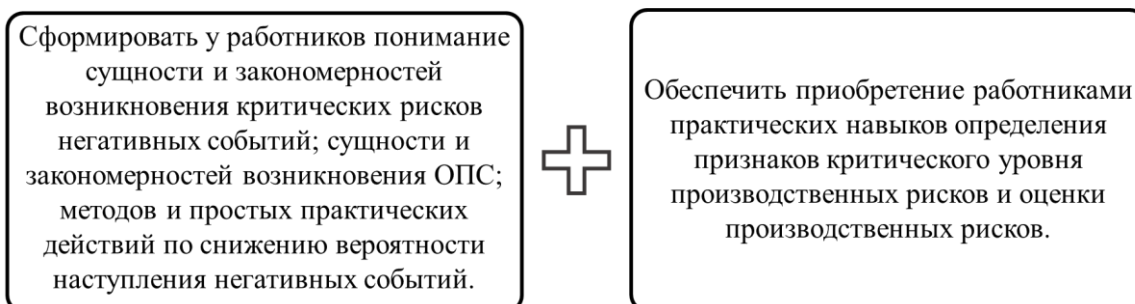 Сформировать у работников понимание
сущности и закономерностей
возникновения критических рисков
негативных событий; сущности и
закономерностей возникновения ОПС;
методов и простых практических
действий по снижению вероятности
наступления негативных событий.
Обеспечить приобретение работниками
практических навыков определения
признаков критического уровня
производственных рисков и оценки
производственных рисков.